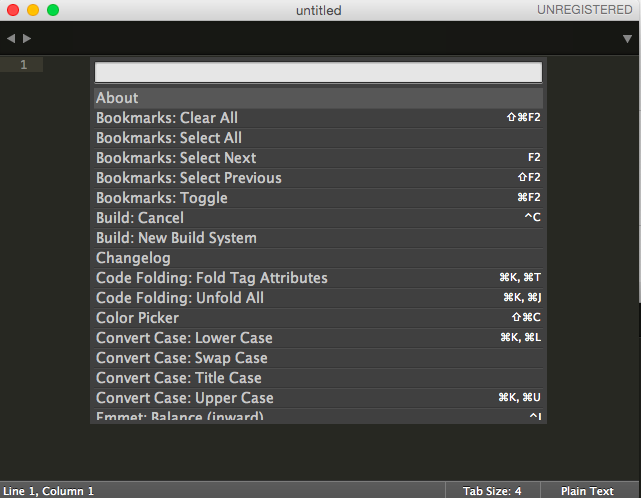 untitled
UNREGISTERED
1
About
Bookmarks: Clear All ⇧⌘F2
Bookmarks: Select All
Bookmarks: Select Next F2
Bookmarks: Select Previous ⇧F2
Bookmarks: Toggle ⌘F2
Build: Cancel ^C
Build: New Build System
Changelog
Code Folding: Fold Tag Attributes ⌘K, ⌘T
Code Folding: Unfold All ⌘K, ⌘J
Color Picker ⇧⌘C
Convert Case: Lower Case ⌘K, ⌘L
Convert Case: Swap Case
Convert Case: Title Case
Convert Case: Upper Case ⌘K, ⌘U
Emmet: Balance (inward)
Line 1, Column 1 Tab Size: 4 Plain Text